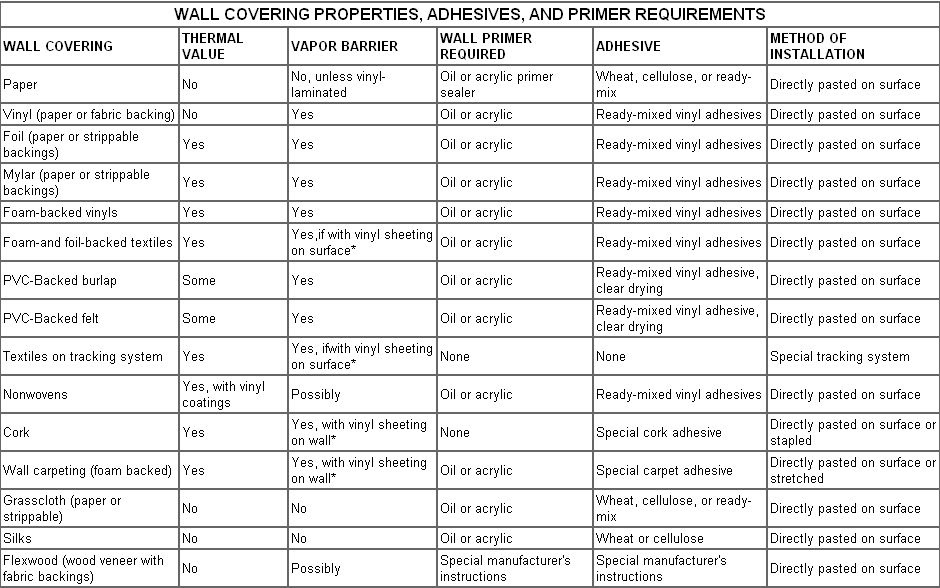 WALL COVERING PROPERTIES, ADHESIVES, AND PRIMER REQUIREMENTS
WALL COVERING THERMAL VALUE VAPOR BARRIER WALL PRIMER REQUIRED ADHESIVE METHOD OF INSTALLATION
Paper No No, unless vinyl-laminated Oil or acrylic primer sealer Wheat, cellulose, or ready-mix Directly pasted on surface
Vinyl (paper or fabric backing) No Yes Oil or acrylic Ready-mixed vinyl adhesives Directly pasted on surface
Foil (paper or strippable backings) Yes Yes Oil or acrylic Ready-mixed vinyl adhesives Directly pasted on surface
Mylar (paper or strippable backings) Yes Yes Oil or acrylic Ready-mixed vinyl adhesives Directly pasted on surface
Foam-backed vinyls Yes Yes Oil or acrylic Ready-mixed vinyl adhesives Directly pasted on surface
Foam-and foil-backed textiles Yes Yes,if with vinyl sheeting on surface* Oil or acrylic Ready-mixed vinyl adhesives Directly pasted on surface
PVC-Backed burlap Some Yes Oil or acrylic Ready-mixed vinyl adhesive, clear drying Directly pasted on surface
PVC-Backed felt Some Yes Oil or acrylic Ready-mixed vinyl adhesive, clear drying Directly pasted on surface
Textiles on tracking system Yes Yes, ifwith vinyl sheeting on surface* None None Special tracking system
Nonwovens Yes, with vinyl coatings Possibly Oil or acrylic Ready-mixed vinyl adhesives Directly pasted on surface
Cork Yes Yes, with vinyl sheeting on wall* None Special cork adhesive Directly pasted on surface or stapled
Wall carpeting (foam backed) Yes Yes, with vinyl sheeting on wall* Oil or acrylic Special carpet adhesive Directly pasted on surface or stretched
Grasscloth (paper or strippable) No No Oil or acrylic Wheat, cellulose, or ready-mix Directly pasted on surface
Silks No No Oil or acrylic Wheat or cellulose Directly pasted on surface
Flexwood (wood veneer with fabric backings) No Possibly Special manufacturer's instructions Special manufacturer's instructions Directly pasted on surface